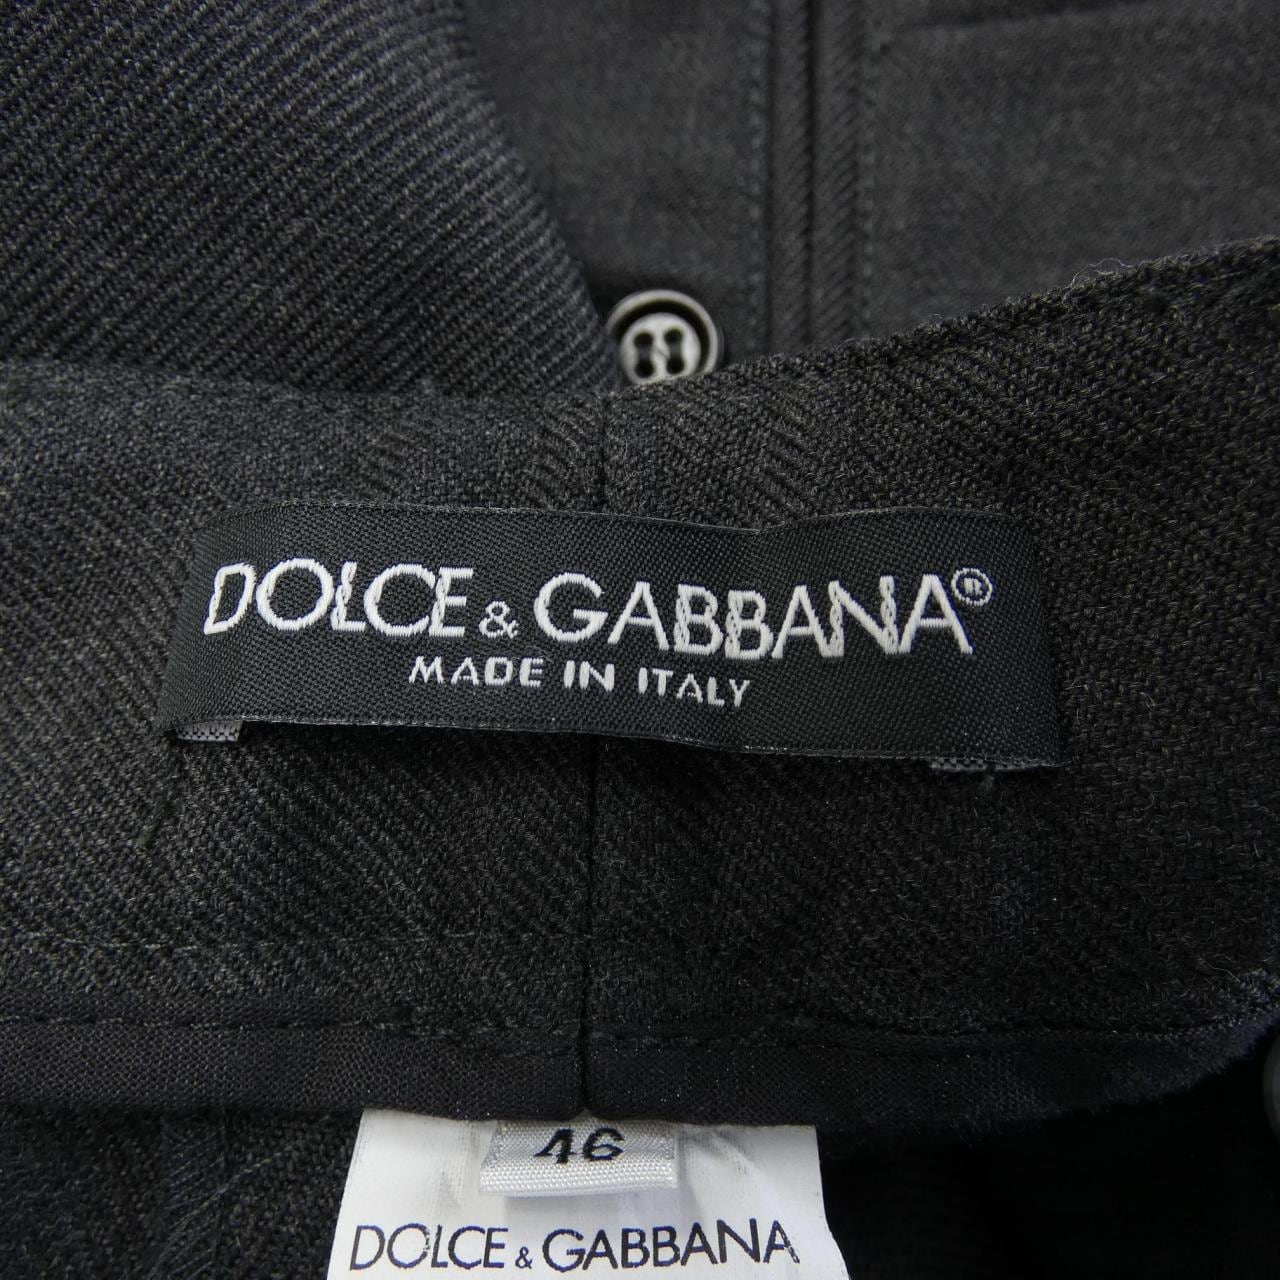 DOLCE & GABBANA®
MADE IN ITALY
46
DOLCE & GABBANA